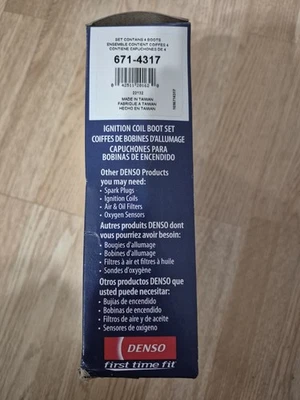 SET CONTAINS 4 BOOTS
ENSEMBLE CONTIENT COIFFES 4
CONTIENE CAPUCHONES DE 4
671-4317
MADE IN TAIWAN
FABRIQUÉ À TAIWAN
HECHO EN TAIWAN
IGNITION COIL BOOT SET
COIFFES DE BOBINES D'ALLUMAGE
CAPUCHONES PARA
BOBINAS DE ENCENDIDO
Other DENSO Products
you may need:
• Spark Plugs
• Ignition Coils
• Air & Oil Filters
• Oxygen Sensors
Autres produits DENSO dont
vous pourriez avoir besoin:
• Bougies d'allumage
• Bobines d'allumage
• Filtres à air et filtres à huile
• Sondes d'oxygène
Otros productos DENSO que
usted puede necesitar:
• Bujías de encendido
• Bobinas de encendido
• Filtros de aire y de aceite
• Sensores de oxígeno
DENSO
first time fit®